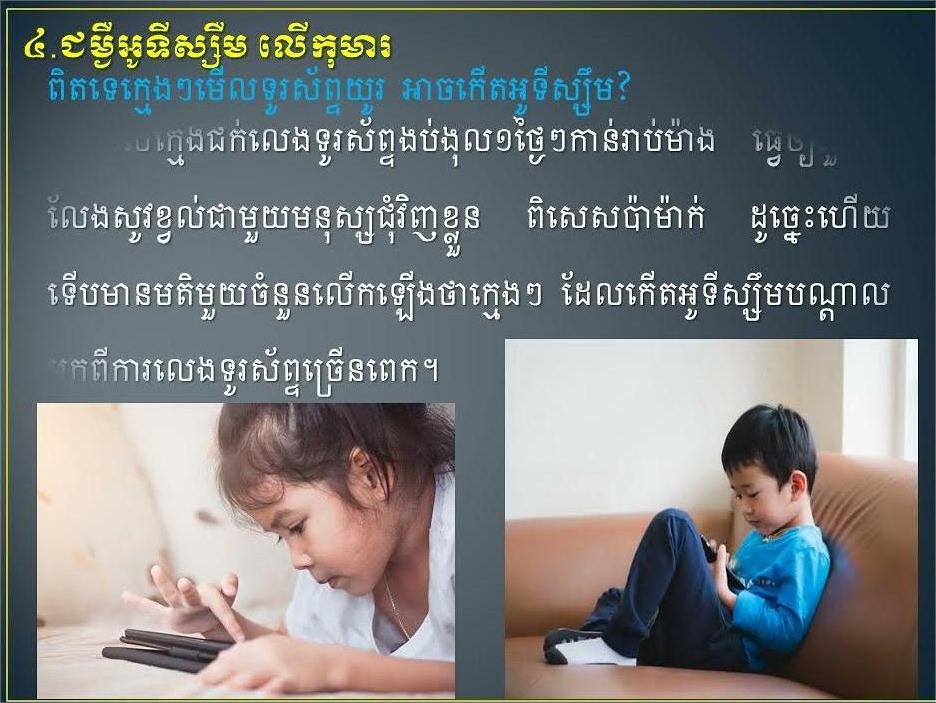 ៤.ជម្ងឺអូទីស្សឹម លើកុមារ
ពិតទេក្មេងៗមើលទូរស័ព្ទយូរ អាចកើតអូទីស្សឹម?
ក្មេងជក់លេងទូរស័ព្ទងប់ងុល១ថ្ងៃៗកាន់រាប់ម៉ោង ធ្វើឲ្យ
លែងសូវខ្វល់ជាមួយមនុស្សជុំវិញខ្លួន ពិសេសប៉ាម៉ាក់ ដូច្នេះហើយ
ទើបមានមតិមួយចំនួនលើកឡើងថាក្មេងៗ ដែលកើតអូទីស្សឹមបណ្ដាល
មកពីការលេងទូរស័ព្ទច្រើនពេក។